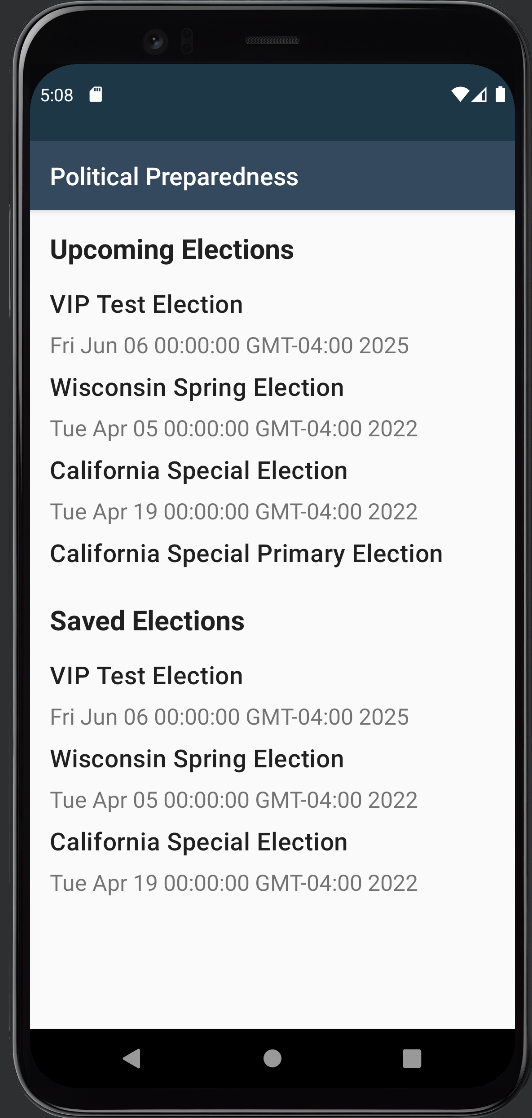 5:08
Political Preparedness
Upcoming Elections
VIP Test Election
Fri Jun 06 00:00:00 GMT-04:00 2025
Wisconsin Spring Election
Tue Apr 05 00:00:00 GMT-04:00 2022
California Special Election
Tue Apr 19 00:00:00 GMT-04:00 2022
California Special Primary Election
Saved Elections
VIP Test Election
Fri Jun 06 00:00:00 GMT-04:00 2025
Wisconsin Spring Election
Tue Apr 05 00:00:00 GMT-04:00 2022
California Special Election
Tue Apr 19 00:00:00 GMT-04:00 2022